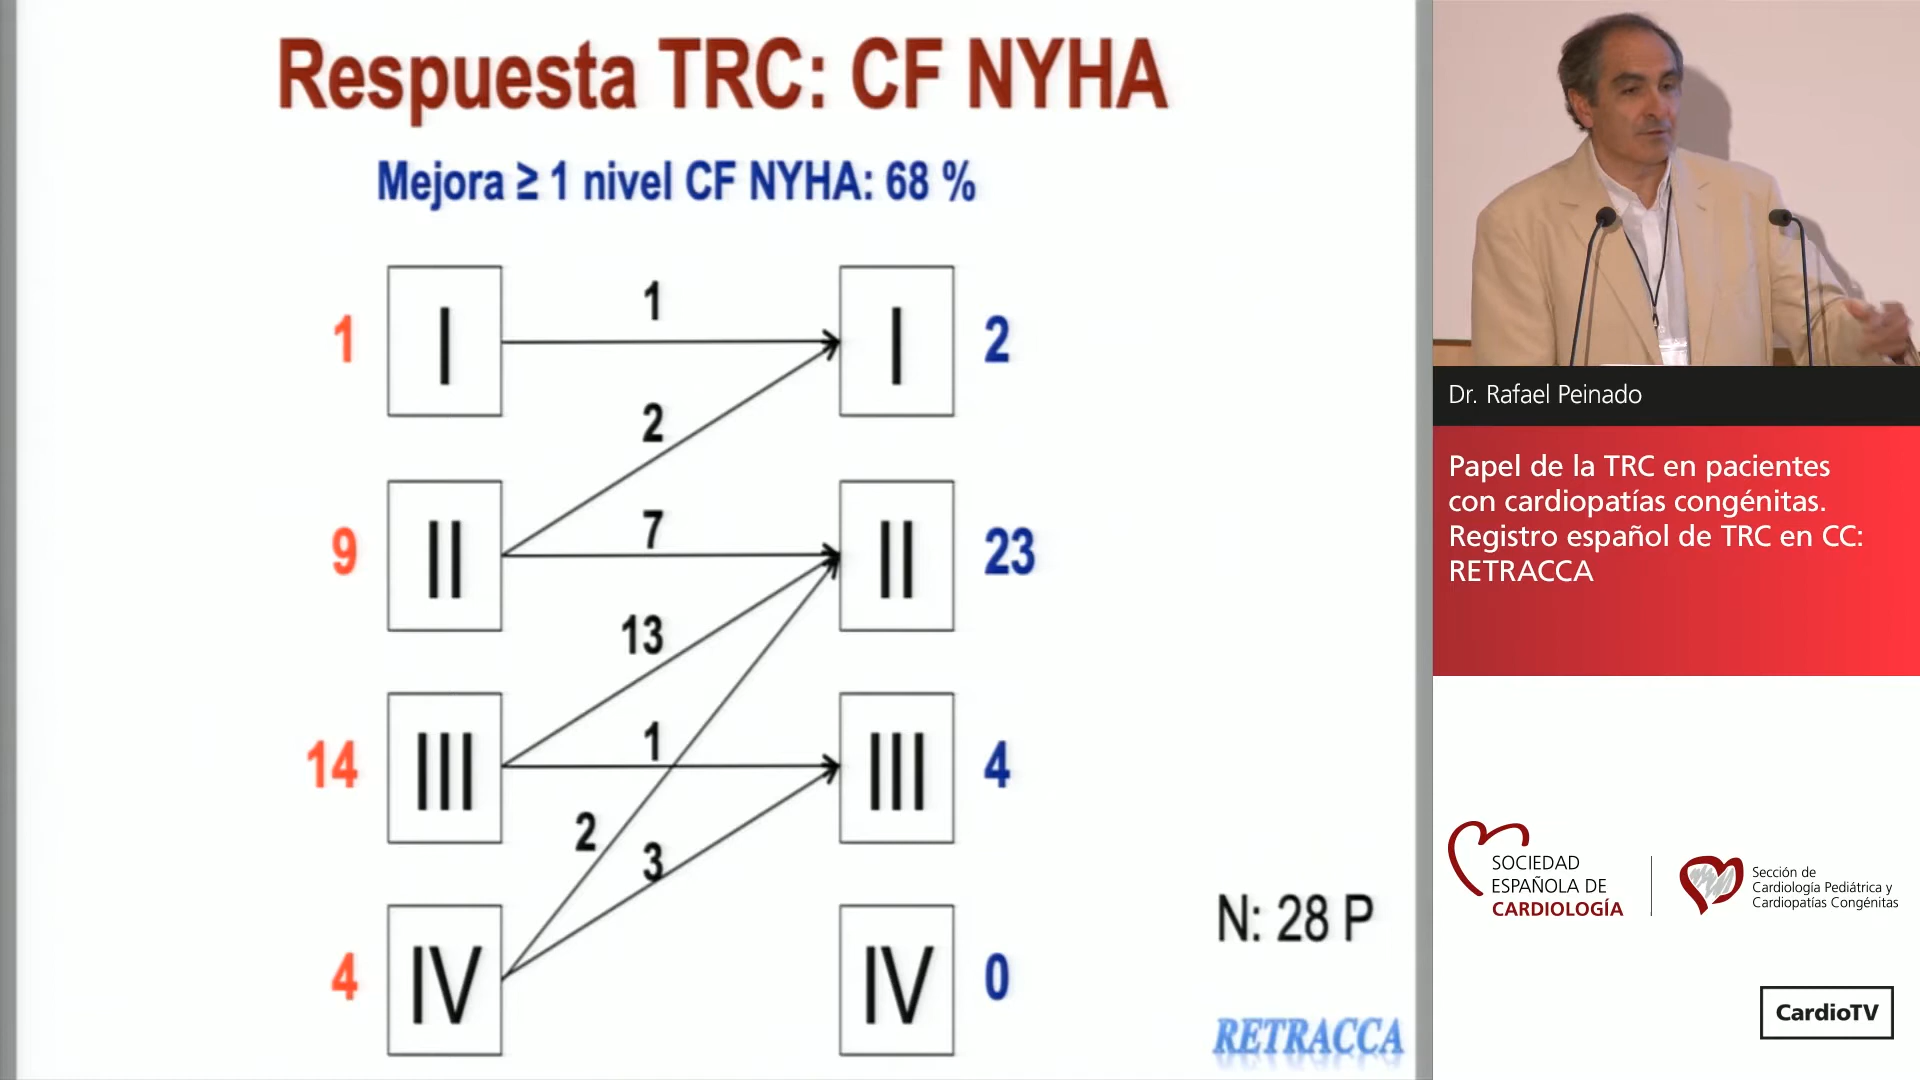 Respuesta TRC: CF NYHA
Mejora ≥ 1 nivel CF NYHA: 68 %
1 I 1 I 2
2
9 II 7 II 23
13
14 III 1 III 4
2 3
4 IV IV 0
N: 28 P
RETRACCA
Dr. Rafael Peinado
Papel de la TRC en pacientes
con cardiopatías congénitas.
Registro español de TRC en CC:
RETRACCA
SOCIEDAD
ESPAÑOLA DE
CARDIOLOGÍA
Sección de
Cardiología Pediátrica y
Cardiopatías Congénitas
CardioTV